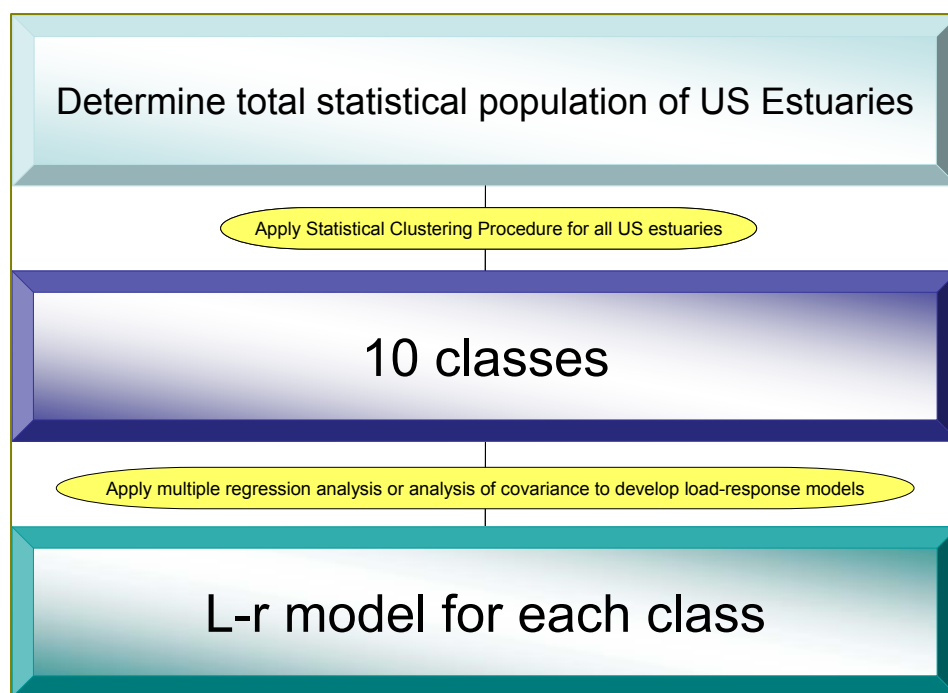 Determine total statistical population of US Estuaries
Apply Statistical Clustering Procedure for all US estuaries
10 classes
Apply multiple regression analysis or analysis of covariance to develop load-response models
L-r model for each class